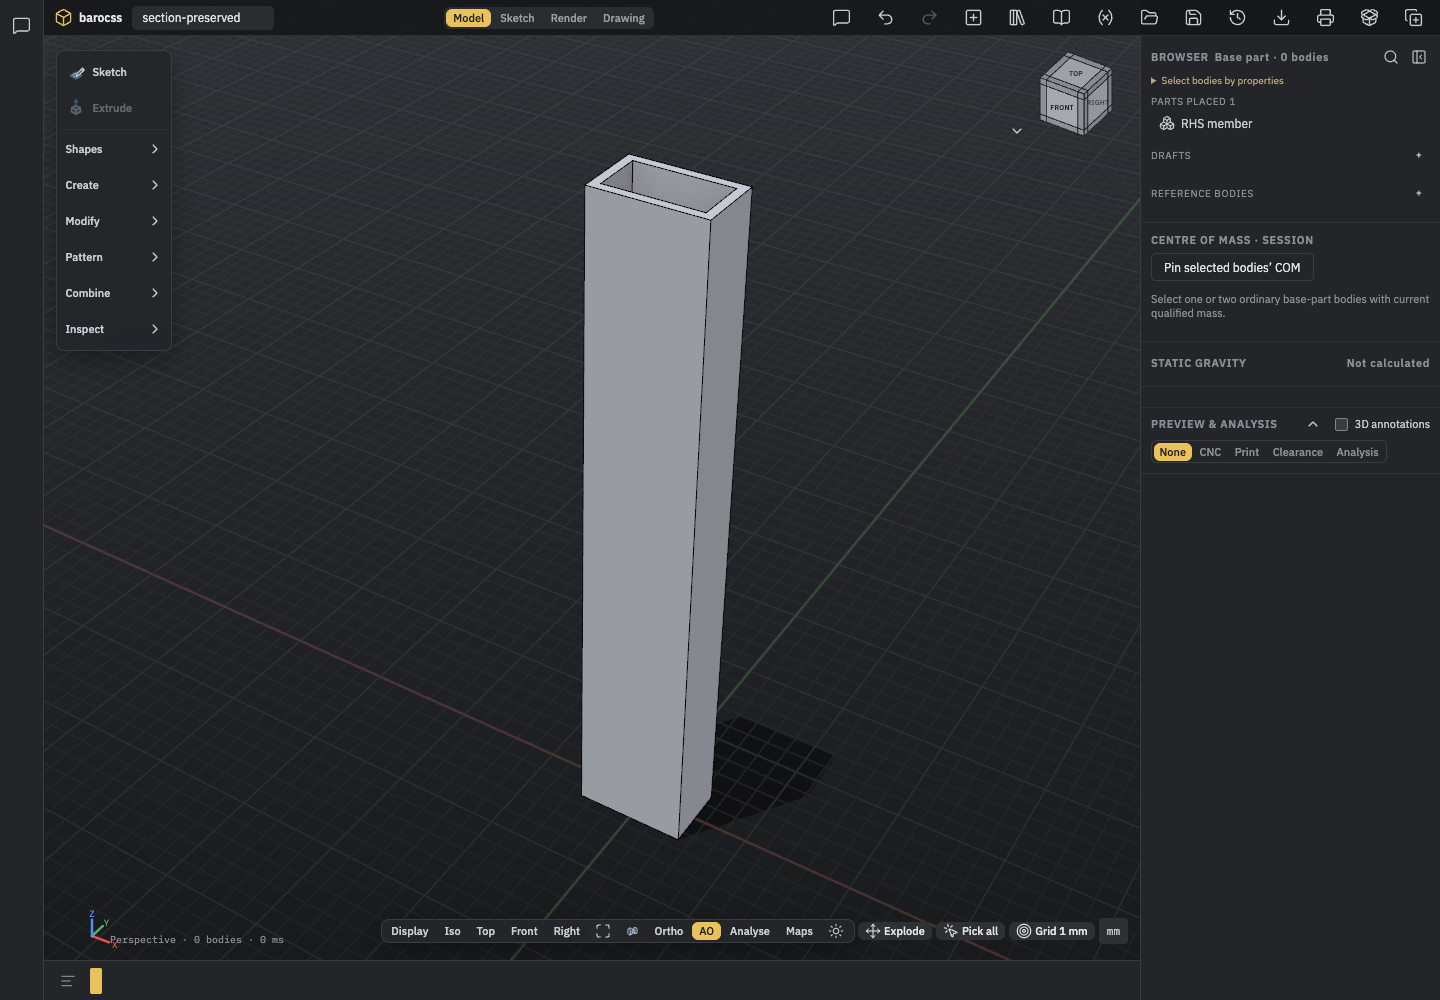 barocss
section-preserved
Model Sketch Render Drawing
Sketch
Extrude
Shapes
Create
Modify
Pattern
Combine
Inspect
TOP
FRONT
RIGHT
BROWSER Base part · 0 bodies
Select bodies by properties
PARTS PLACED 1
RHS member
DRAFTS
REFERENCE BODIES
CENTRE OF MASS · SESSION
Pin selected bodies’ COM
Select one or two ordinary base-part bodies with current
qualified mass.
STATIC GRAVITY Not calculated
PREVIEW & ANALYSIS 3D annotations
None CNC Print Clearance Analysis
Z
Y
X
Perspective · 0 bodies · 0 ms
Display Iso Top Front Right Ortho AO Analyse Maps Explode Pick all Grid 1 mm mm